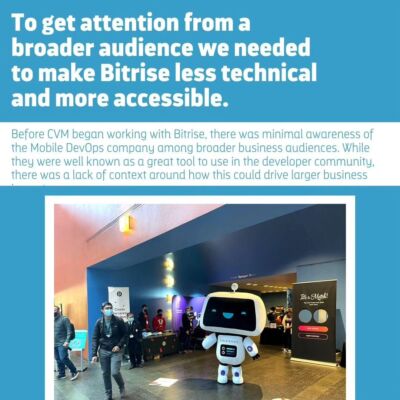 To get attention from a
broader audience we needed
to make Bitrise less technical
and more accessible.
Before CVM began working with Bitrise, there was minimal awareness of
the Mobile DevOps company among broader business audiences. While
they were well known as a great tool to use in the developer community,
there was a lack of context around how this could drive larger business